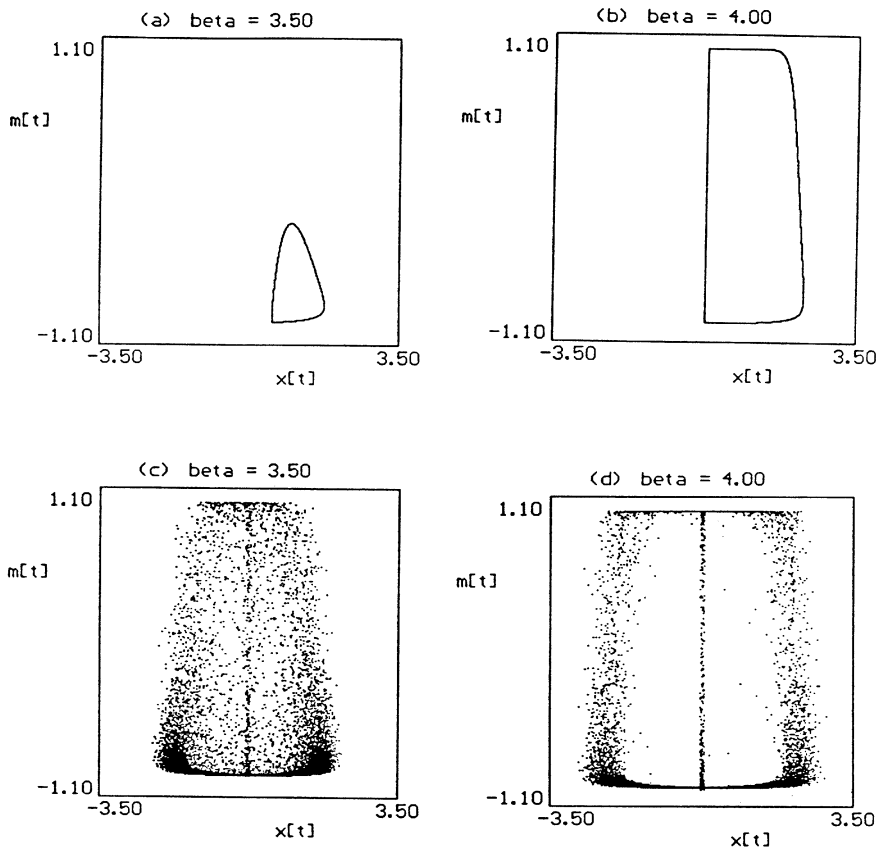 (a) beta = 3.50
1.10
m[t]
-1.10
-3.50
3.50
x[t]
(b) beta = 4.00
1.10
m[t]
-1.10
-3.50
3.50
x[t]
(c) beta = 3.50
1.10
m[t]
-1.10
-3.50
3.50
x[t]
(d) beta = 4.00
1.10
m[t]
-1.10
-3.50
3.50
x[t]